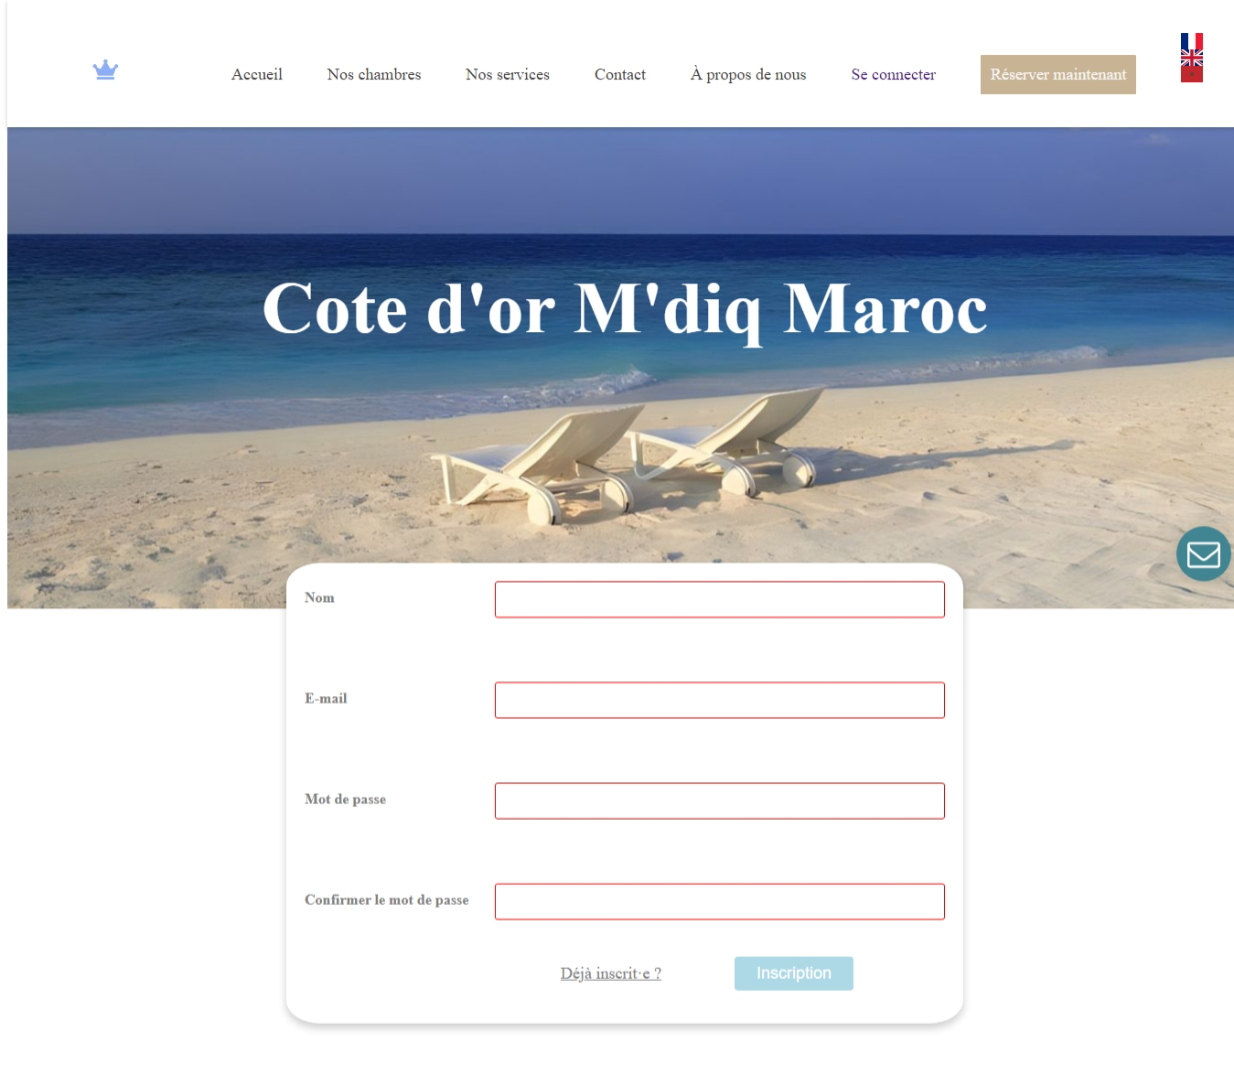 Accueil Nos chambres Nos services Contact À propos de nous Se connecter Réserver maintenant
Cote d'or M'diq Maroc
Nom
E-mail
Mot de passe
Confirmer le mot de passe
Déjà inscrit·e ? Inscription